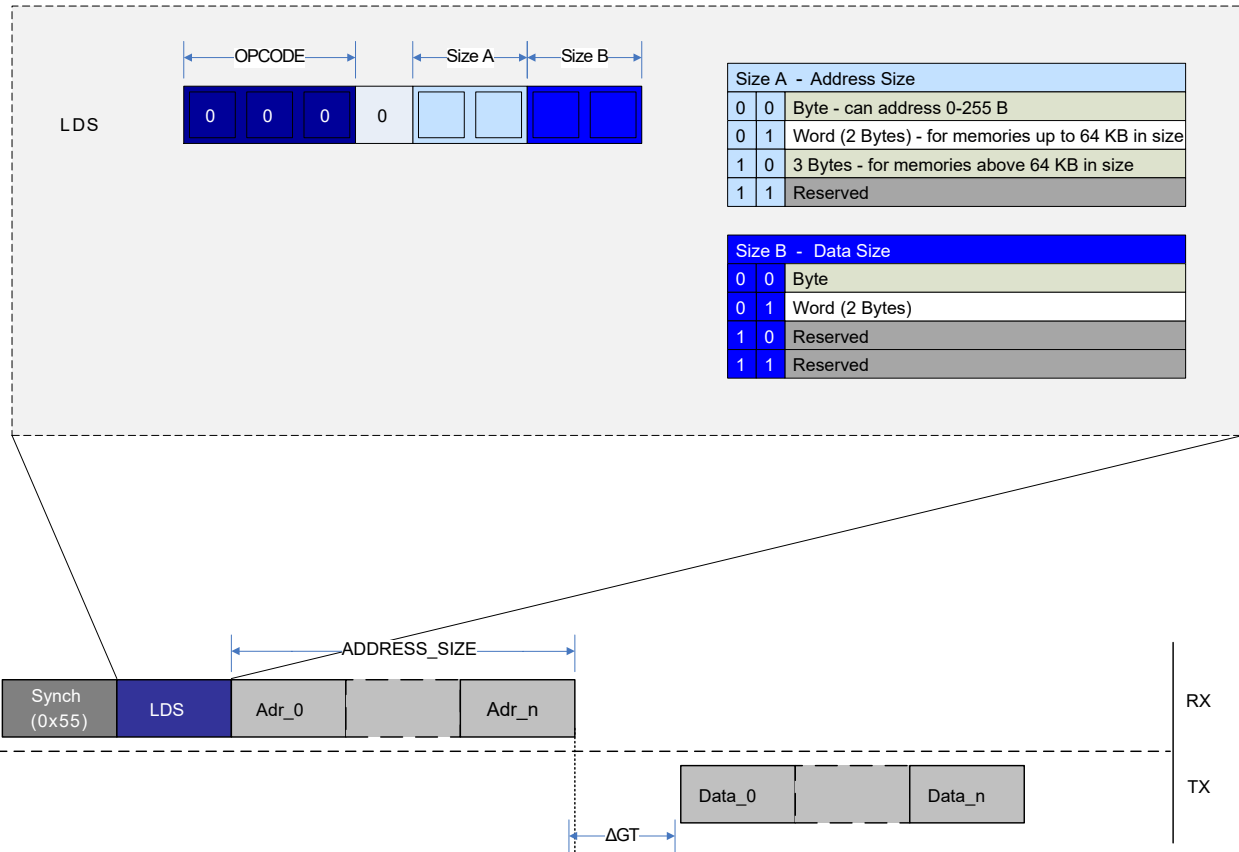 OPCODE Size A Size B
LDS 0 0 0 0
Size A - Address Size
0 0 Byte - can address 0-255 B
0 1 Word (2 Bytes) - for memories up to 64 KB in size
1 0 3 Bytes - for memories above 64 KB in size
1 1 Reserved
Size B - Data Size
0 0 Byte
0 1 Word (2 Bytes)
1 0 Reserved
1 1 Reserved
ADDRESS_SIZE
Synch
(0x55)
LDS Adr_0 Adr_n RX
Data_0 Data_n TX
ΔGT